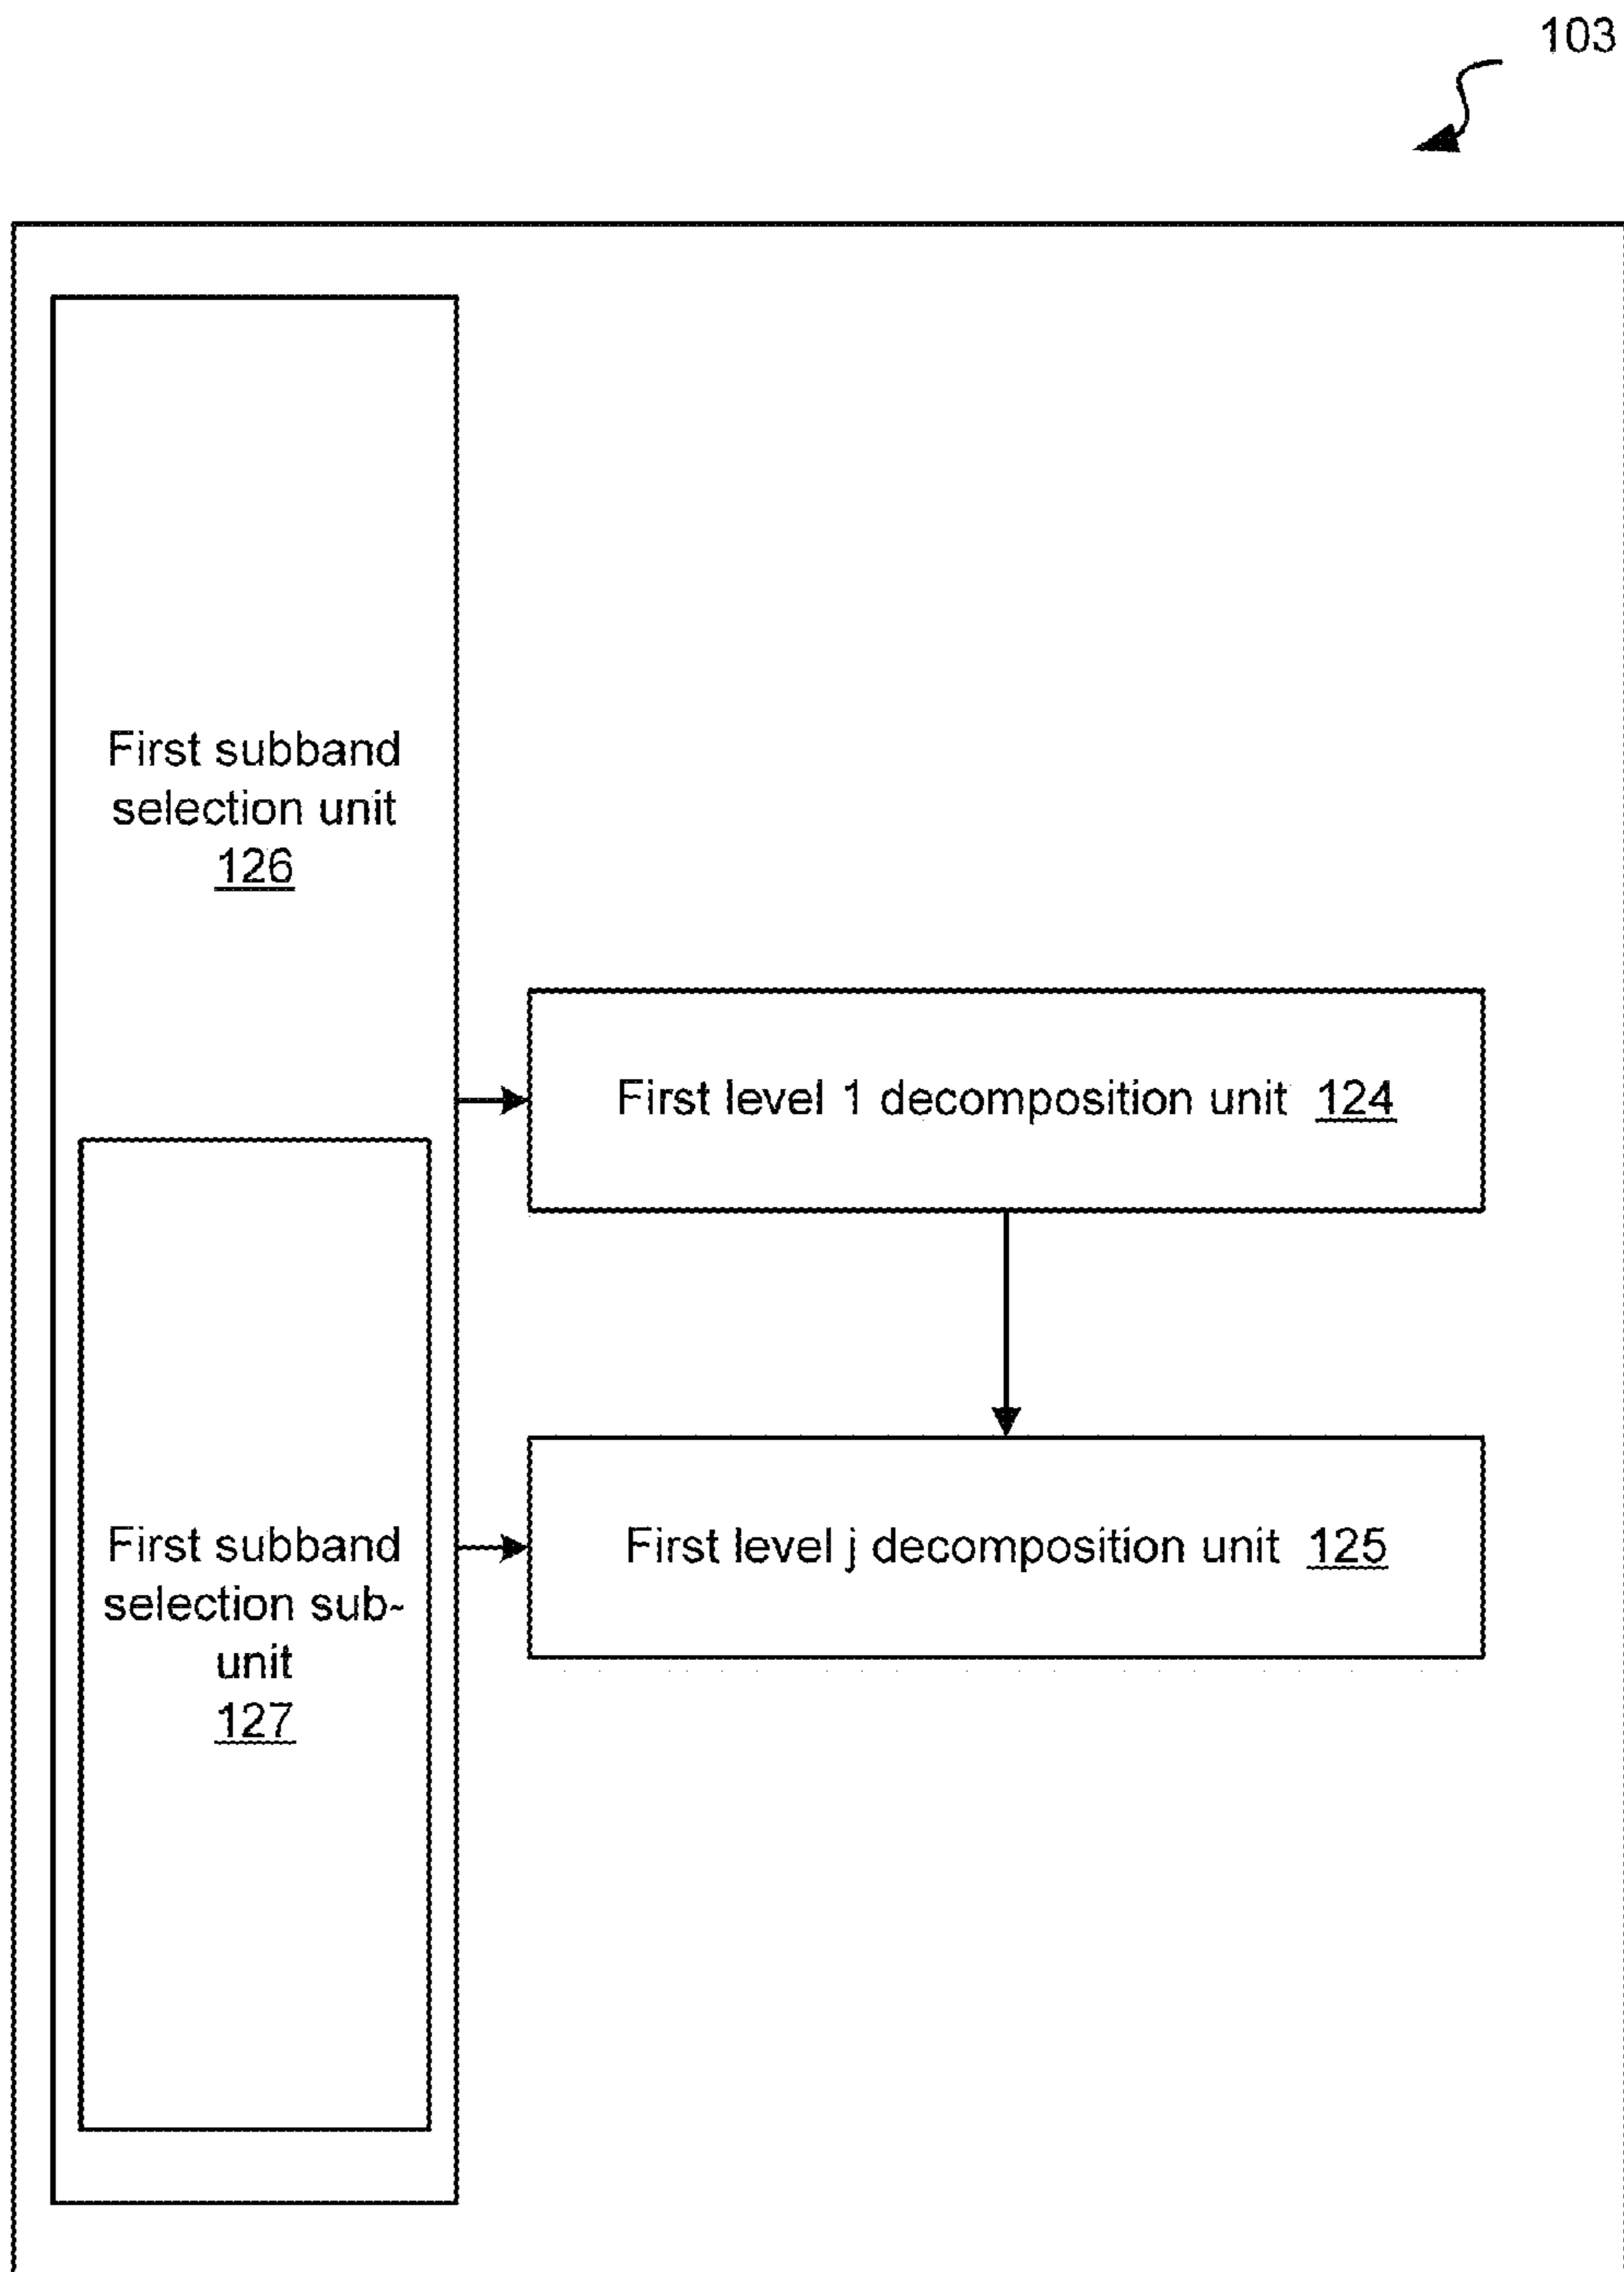 103
First subband
selection unit
126
First level 1 decomposition unit 124
First subband
selection sub-
unit
127
First level j decomposition unit 125